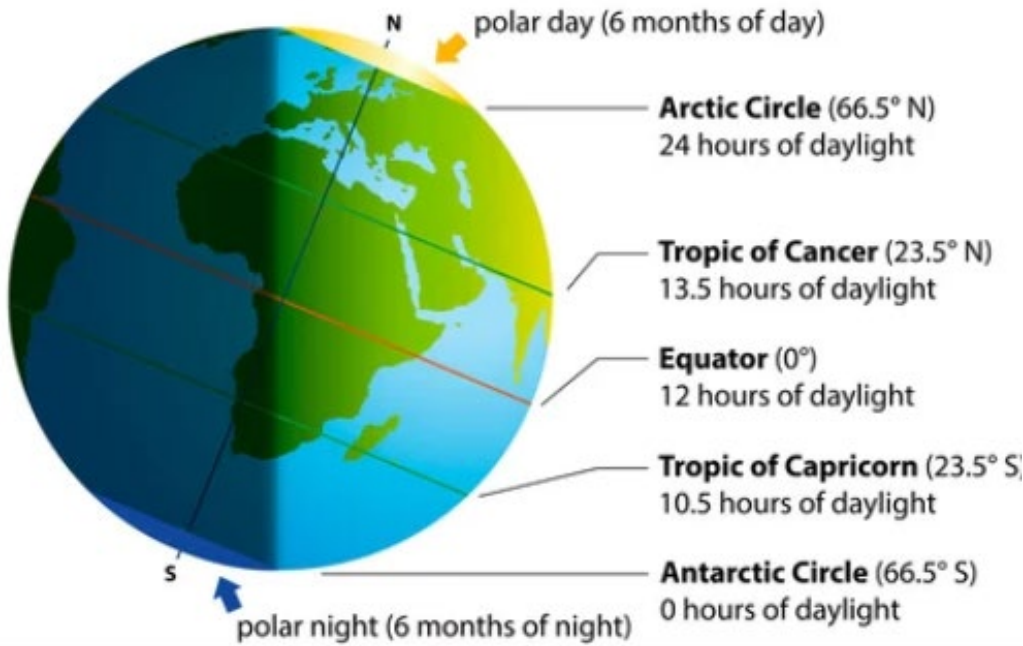 N
polar day (6 months of day)
Arctic Circle (66.5° N)
24 hours of daylight
Tropic of Cancer (23.5° N)
13.5 hours of daylight
Equator (0°)
12 hours of daylight
Tropic of Capricorn (23.5° S)
10.5 hours of daylight
Antarctic Circle (66.5° S)
0 hours of daylight
S
polar night (6 months of night)